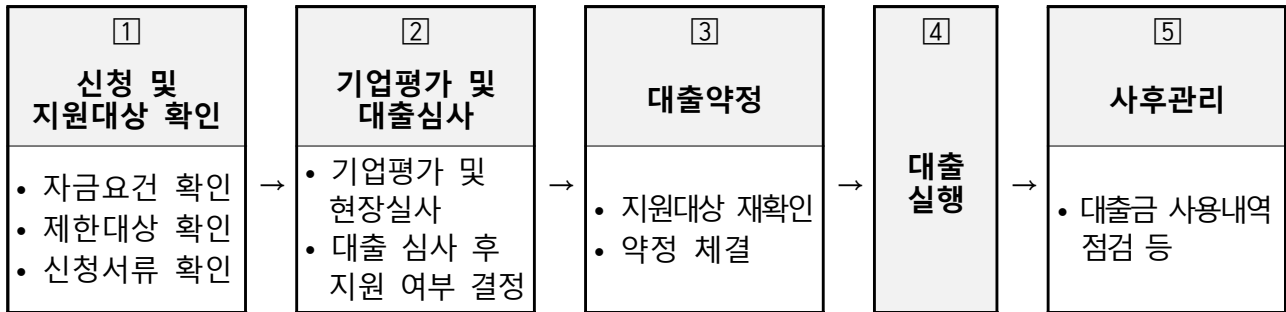 1
신청 및
지원대상 확인
• 자금요건 확인
• 제한대상 확인
• 신청서류 확인
→
2
기업평가 및
대출심사
• 기업평가 및
현장실사
• 대출 심사 후
지원 여부 결정
→
3
대출약정
• 지원대상 재확인
• 약정 체결
→
4
대출
실행
→
5
사후관리
• 대출금 사용내역
점검 등